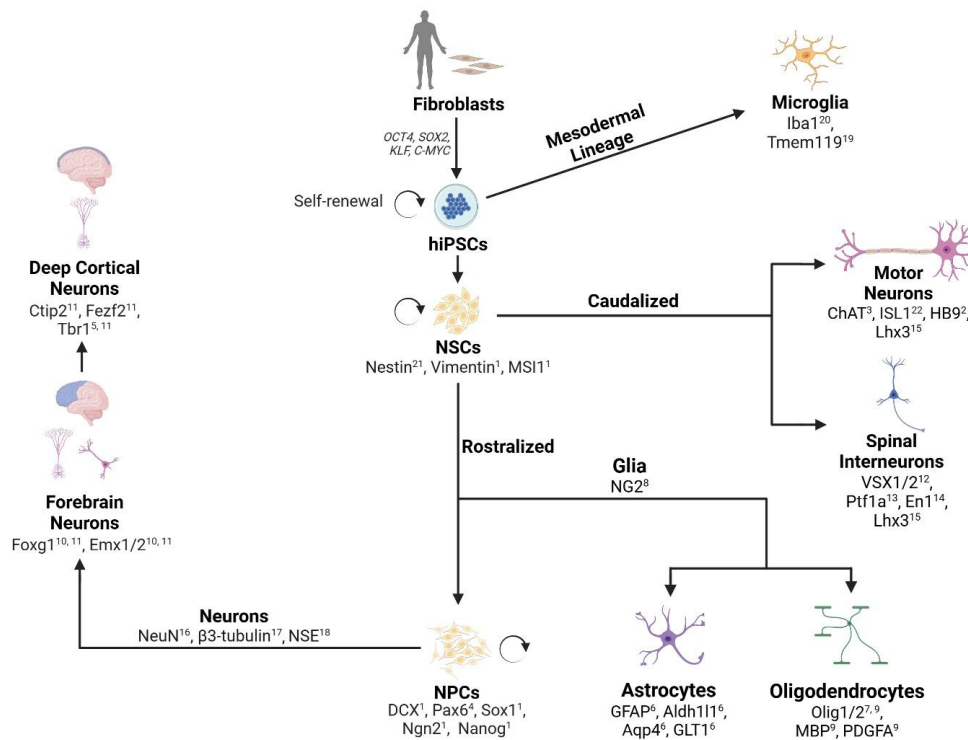 Fibroblasts
OCT4, SOX2,
KLF, C-MYC
Mesodermal
Lineage
Microglia
Iba1²⁰,
Tmem119¹⁹
Self-renewal
hiPSCs
Deep Cortical
Neurons
Ctip2¹¹, Fezf2¹¹,
Tbr1⁵, ¹¹
Caudalized
NSCs
Nestin²¹, Vimentin¹, MSI1¹
Motor
Neurons
ChAT³, ISL1²², HB9²,
Lhx3¹⁵
Rostralized
Glia
NG2⁸
Spinal
Interneurons
VSX1/2¹²,
Ptf1a¹³, En1¹⁴,
Lhx3¹⁵
Forebrain
Neurons
Foxg1¹⁰, ¹¹, Emx1/2¹⁰, ¹¹
Neurons
NeuN¹⁶, β3-tubulin¹⁷, NSE¹⁸
NPCs
DCX¹, Pax6⁴, Sox1¹,
Ngn2¹, Nanog¹
Astrocytes
GFAP⁶, Aldh1l1⁶,
Aqp4⁶, GLT1⁶
Oligodendrocytes
Olig1/2⁷, ⁹,
MBP⁹, PDGFA⁹